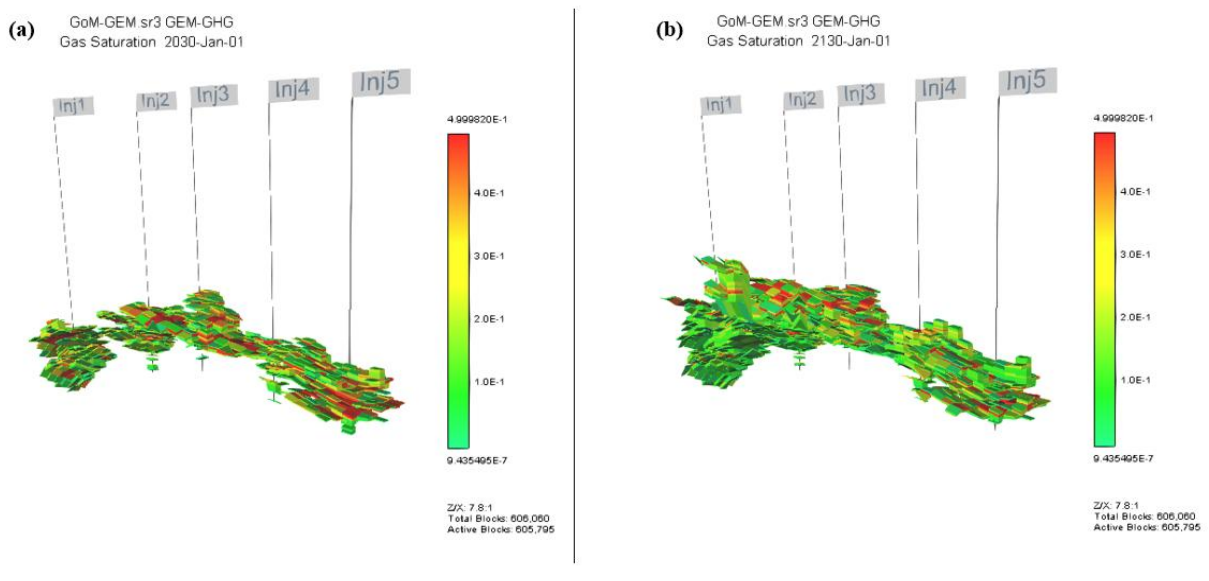 (a)
GoM-GEM.sr3 GEM-GHG
Gas Saturation 2030-Jan-01
Inj1
Inj2
Inj3
Inj4
Inj5
4.999820E-1
4.0E-1
3.0E-1
2.0E-1
1.0E-1
9.435495E-7
Z/X: 7.8:1
Total Blocks: 606,060
Active Blocks: 605,795
(b)
GoM-GEM.sr3 GEM-GHG
Gas Saturation 2130-Jan-01
Inj1
Inj2
Inj3
Inj4
Inj5
4.999820E-1
4.0E-1
3.0E-1
2.0E-1
1.0E-1
9.435495E-7
Z/X: 7.8:1
Total Blocks: 606,060
Active Blocks: 605,795